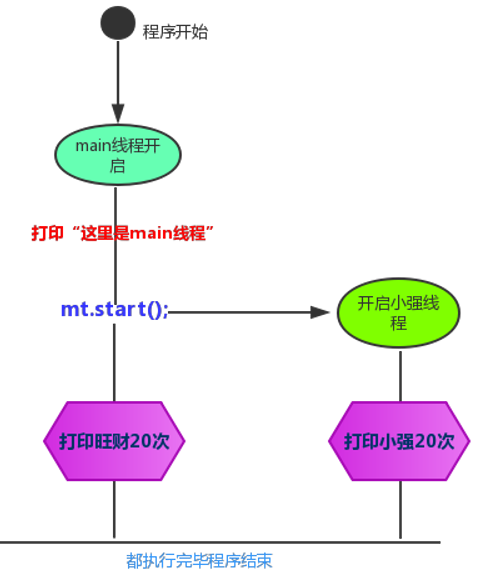 程序开始
main线程开
启
打印“这里是main线程”
mt.start();
开启小强线
程
打印旺财20次
打印小强20次
都执行完毕程序结束